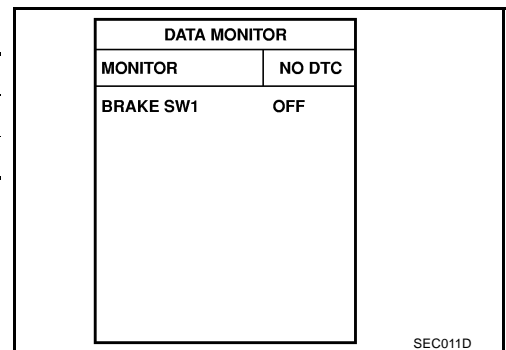 DATA MONITOR
MONITOR NO DTC
BRAKE SW1 OFF
SEC011D